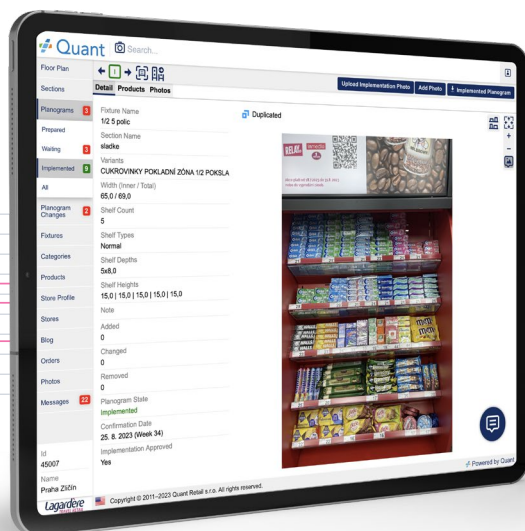 Quant
Search...
Floor Plan
Sections
Planograms 3
Prepared
Waiting 3
Implemented 9
All
Planogram Changes 2
Fixtures
Categories
Products
Store Profile
Stores
Blog
Orders
Photos
Messages 22
Id
45007
Name
Praha Zličín
Lagardère
TRAVEL RETAIL
1
Detail Products Photos
Upload Implementation Photo
Add Photo
Implemented Planogram
Fixture Name
1/2 5 polic
Section Name
sladke
Variants
CUKROVINKY POKLADNÍ ZÓNA 1/2 POKSLA
Width (Inner / Total)
65,0 / 69,0
Shelf Count
5
Shelf Types
Normal
Shelf Depths
5x8,0
Shelf Heights
15,0 | 15,0 | 15,0 | 15,0 | 15,0
Note
Added
0
Changed
0
Removed
0
Planogram State
Implemented
Confirmation Date
25. 8. 2023 (Week 34)
Implementation Approved
Yes
Duplicated
RELAY
m&m's
Powered by Quant
Copyright © 2011–2023 Quant Retail s.r.o. All rights reserved.